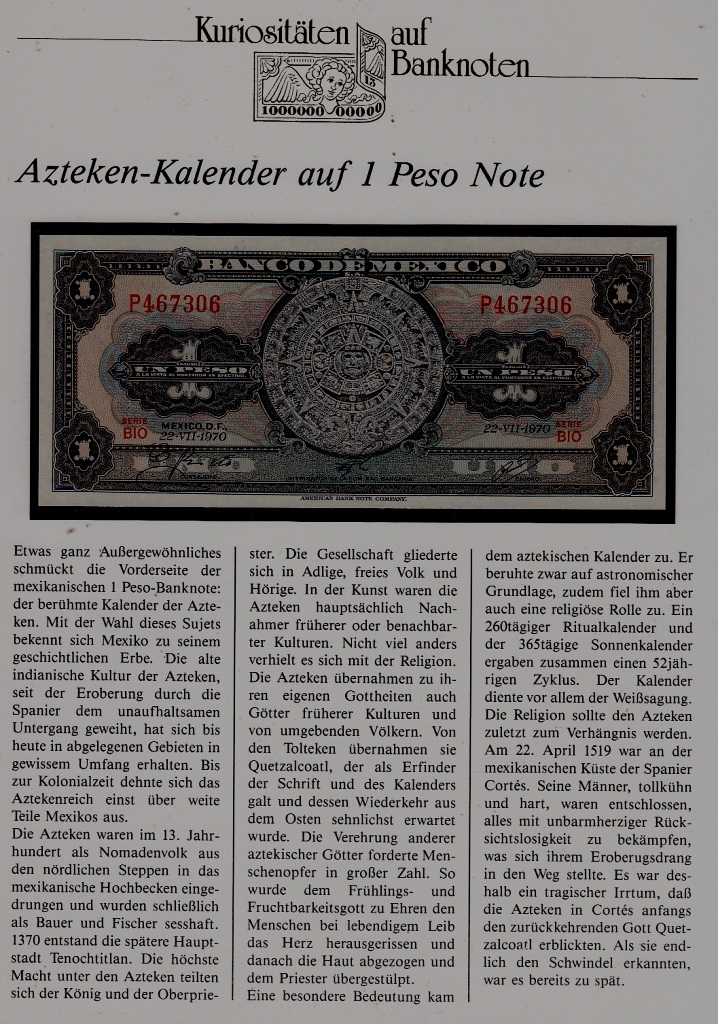 Kuriositäten auf
Banknoten
15
1000000 00000
Azteken-Kalender auf 1 Peso Note
BANCO DE MEXICO
P467306 P467306
1 1
UN PESO UN PESO
SERIE BIO MEXICO, D.F., 22-VII-1970
22-VII-1970 SERIE BIO
AMERICAN BANK NOTE COMPANY.
Etwas ganz Außergewöhnliches
schmückt die Vorderseite der
mexikanischen 1 Peso-Banknote:
der berühmte Kalender der Azte-
ken. Mit der Wahl dieses Sujets
bekennt sich Mexiko zu seinem
geschichtlichen Erbe. Die alte
indianische Kultur der Azteken,
seit der Eroberung durch die
Spanier dem unaufhaltsamen
Untergang geweiht, hat sich bis
heute in abgelegenen Gebieten in
gewissem Umfang erhalten. Bis
zur Kolonialzeit dehnte sich das
Aztekenreich einst über weite
Teile Mexikos aus.
Die Azteken waren im 13. Jahr-
hundert als Nomadenvolk aus
den nördlichen Steppen in das
mexikanische Hochbecken einge-
drungen und wurden schließlich
als Bauer und Fischer sesshaft.
1370 entstand die spätere Haupt-
stadt Tenochtitlan. Die höchste
Macht unter den Azteken teilten
sich der König und der Oberprie-
ster. Die Gesellschaft gliederte
sich in Adlige, freies Volk und
Hörige. In der Kunst waren die
Azteken hauptsächlich Nach-
ahmer früherer oder benachbar-
ter Kulturen. Nicht viel anders
verhielt es sich mit der Religion.
Die Azteken übernahmen zu ih-
ren eigenen Gottheiten auch
Götter früherer Kulturen und
von umgebenden Völkern. Von
den Tolteken übernahmen sie
Quetzalcoatl, der als Erfinder
der Schrift und des Kalenders
galt und dessen Wiederkehr aus
dem Osten sehnlichst erwartet
wurde. Die Verehrung anderer
aztekischer Götter forderte Men-
schenopfer in großer Zahl. So
wurde dem Frühlings- und
Fruchtbarkeitsgott zu Ehren den
Menschen bei lebendigem Leib
das Herz herausgerissen und
danach die Haut abgezogen und
dem Priester übergestülpt.
Eine besondere Bedeutung kam
dem aztekischen Kalender zu. Er
beruhte zwar auf astronomischer
Grundlage, zudem fiel ihm aber
auch eine religiöse Rolle zu. Ein
260tägiger Ritualkalender und
der 365tägige Sonnenkalender
ergaben zusammen einen 52jäh-
rigen Zyklus. Der Kalender
diente vor allem der Weißsagung.
Die Religion sollte den Azteken
zuletzt zum Verhängnis werden.
Am 22. April 1519 war an der
mexikanischen Küste der Spanier
Cortés. Seine Männer, tollkühn
und hart, waren entschlossen,
alles mit unbarmherziger Rück-
sichtslosigkeit zu bekämpfen,
was sich ihrem Eroberugsdrang
in den Weg stellte. Es war des-
halb ein tragischer Irrtum, daß
die Azteken in Cortés anfangs
den zurückkehrenden Gott Quet-
zalcoatl erblickten. Als sie end-
lich den Schwindel erkannten,
war es bereits zu spät.